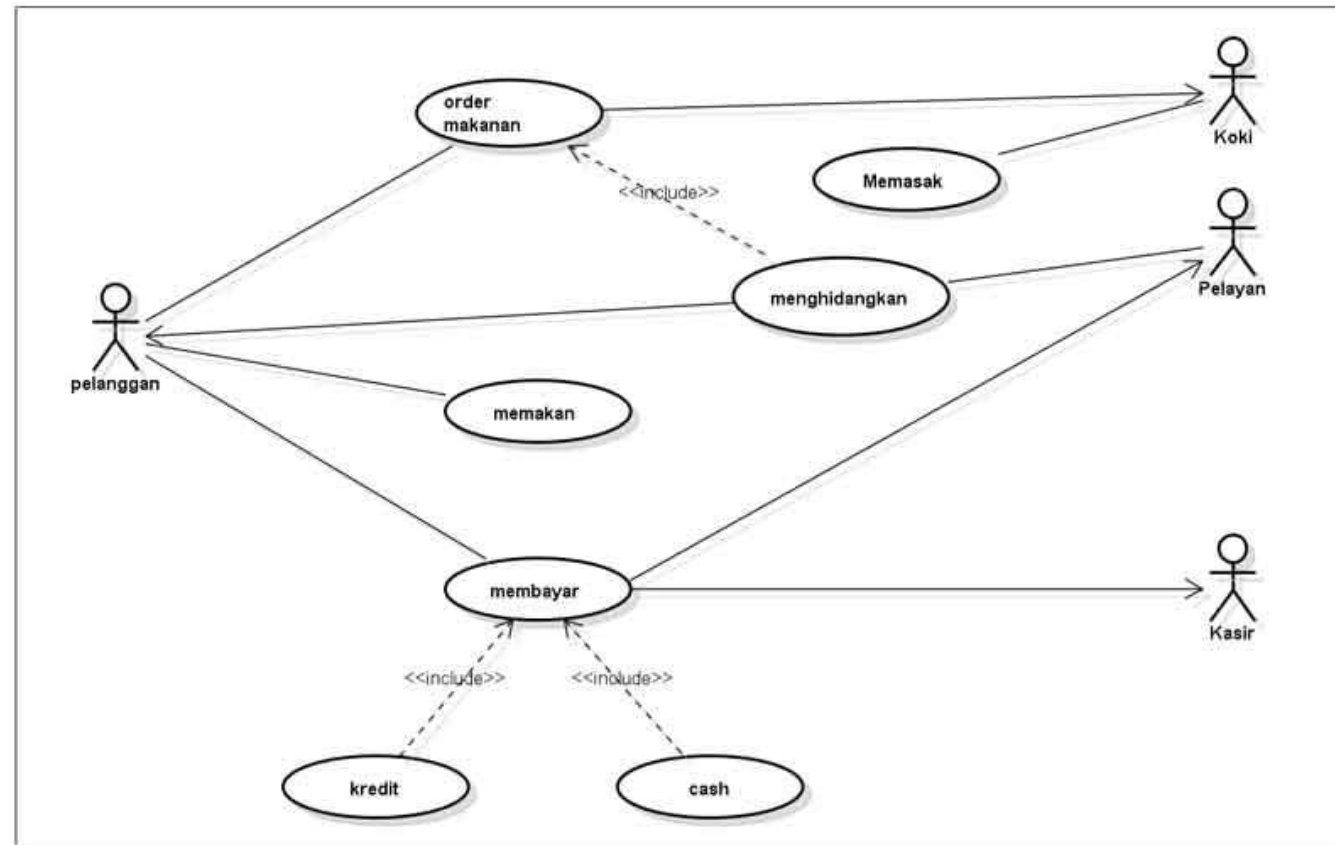 order
makanan
Koki
Memasak
<<include>>
Pelayan
menghidangkan
pelanggan
memakan
membayar
Kasir
<<include>>
<<include>>
kredit
cash